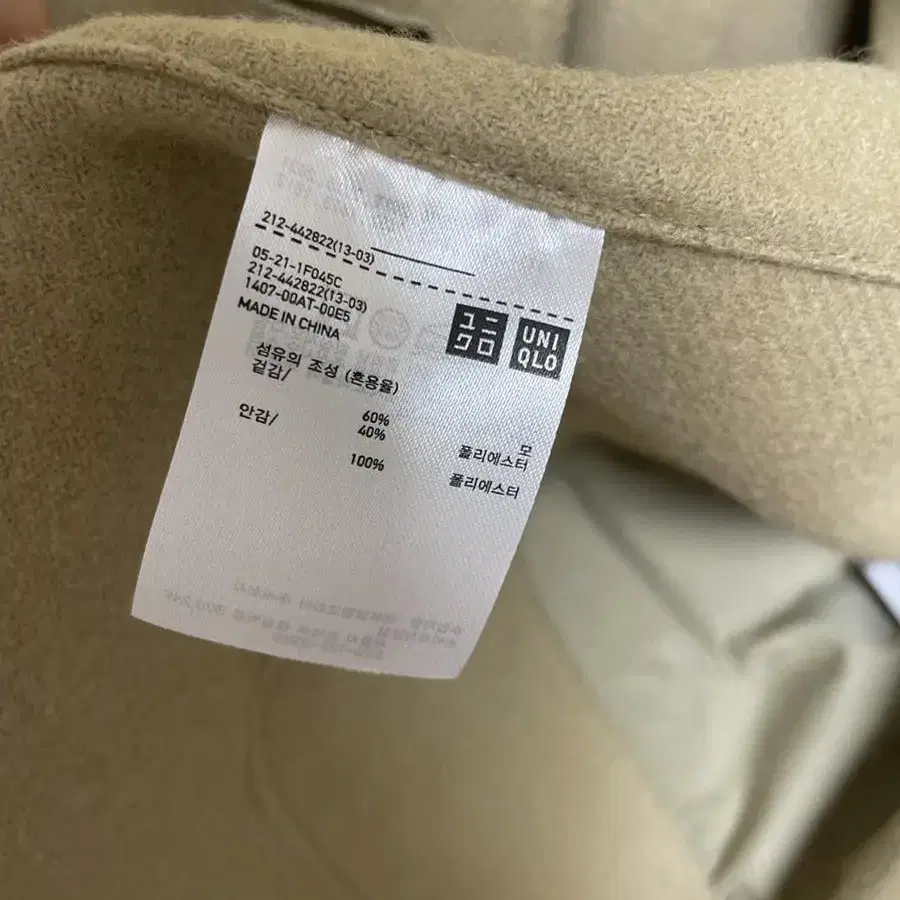 212-442822(13-03)
05-21-1F045C
212-442822(13-03)
1407-00AT-00E5
MADE IN CHINA
ユニ
クロ
UNI
QLO
섬유의 조성 (혼용율)
겉감/
60% 모
40% 폴리에스터
안감/
100% 폴리에스터